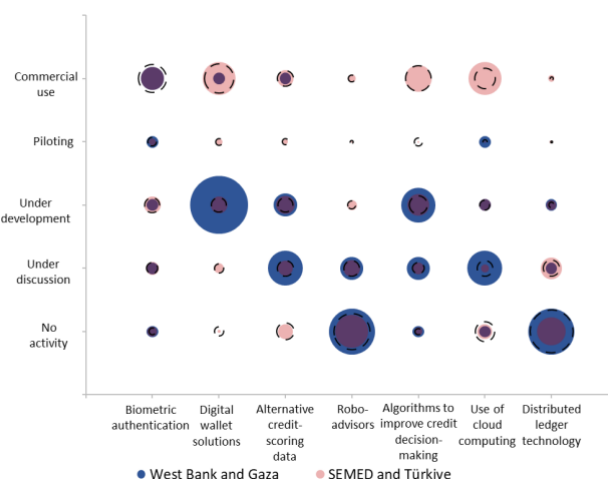 Commercial
use
Piloting
Under
development
Under
discussion
No
activity
Biometric
authentication
Digital
wallet
solutions
Alternative
credit-
scoring
data
Robo-
advisors
Algorithms to
improve credit
decision-
making
Use of
cloud
computing
Distributed
ledger
technology
West Bank and Gaza
SEMED and Türkiye